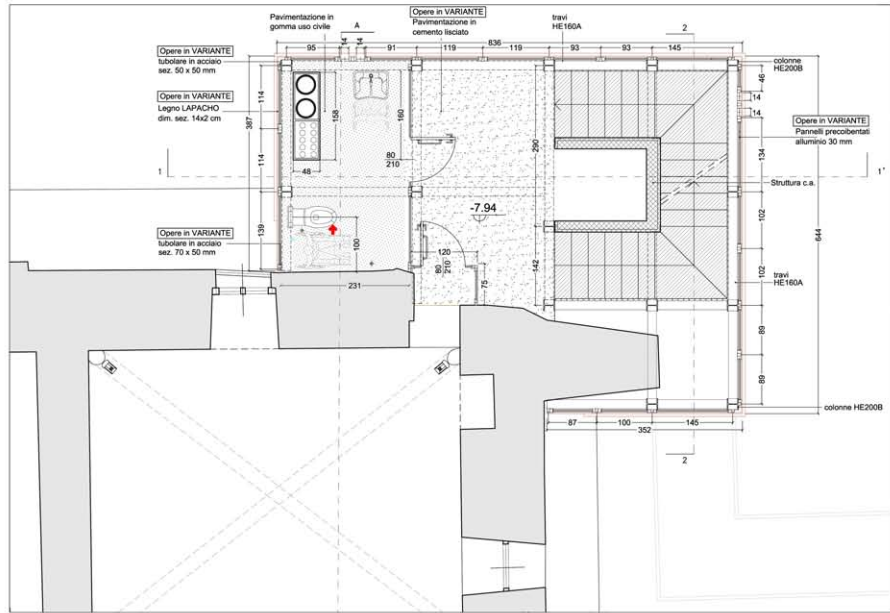 Pavimentazione in
gomma uso civile
A
Opere in VARIANTE
Pavimentazione in
cemento lisciato
travi
HE160A
2
836
95
14
14
91
119
119
93
93
145
Opere in VARIANTE
tubolare in acciaio
sez. 50 x 50 mm
Opere in VARIANTE
Legno LAPACHO
dim. sez. 14x2 cm
colonne
HE200B
46
14
14
Opere in VARIANTE
Pannelli precoibentati
alluminio 30 mm
387
114
114
139
158
160
48
80
210
290
134
1
1'
Struttura c.a.
-7.94
102
644
Opere in VARIANTE
tubolare in acciaio
sez. 70 x 50 mm
100
120
80
210
75
142
231
102
travi
HE160A
89
89
colonne HE200B
87
100
145
352
2